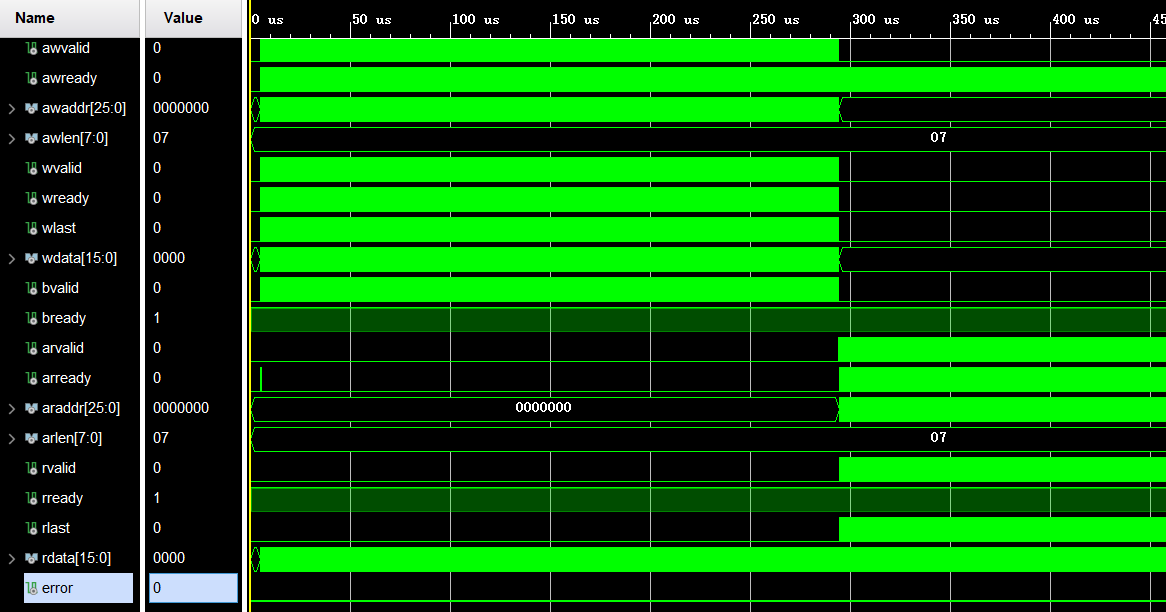 Name Value 0 us 50 us 100 us 150 us 200 us 250 us 300 us 350 us 400 us 45
awvalid 0
awready 0
awaddr[25:0] 0000000
awlen[7:0] 07 07
wvalid 0
wready 0
wlast 0
wdata[15:0] 0000
bvalid 0
bready 1
arvalid 0
arready 0
araddr[25:0] 0000000 0000000
arlen[7:0] 07 07
rvalid 0
rready 1
rlast 0
rdata[15:0] 0000
error 0